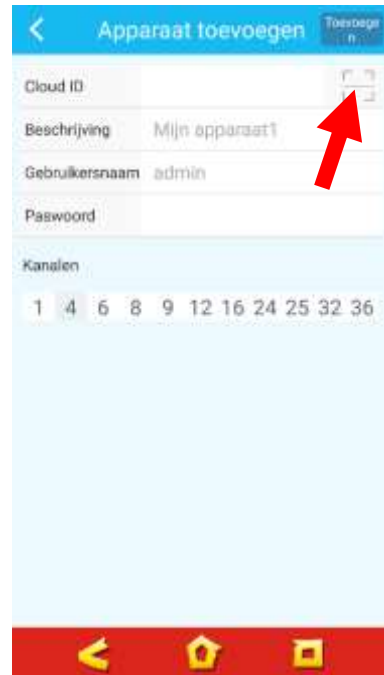 Apparaat toevoegen
Toevoege
n
Cloud ID
Beschrijving Mijn apparaat1
Gebruikersnaam admin
Paswoord
Kanalen
1 4 6 8 9 12 16 24 25 32 36